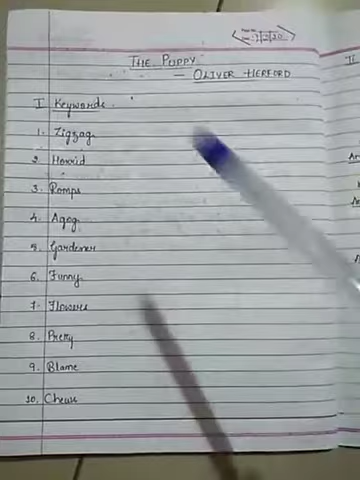 THE PUPPY
- OLIVER HERFORD
I Keywords
1. Zigzag
2 Horrid
3. Romps
4. Agog
5. Gardener
6. Funny
7. Flowers
8. Pretty
9. Blame
10. Chews
II